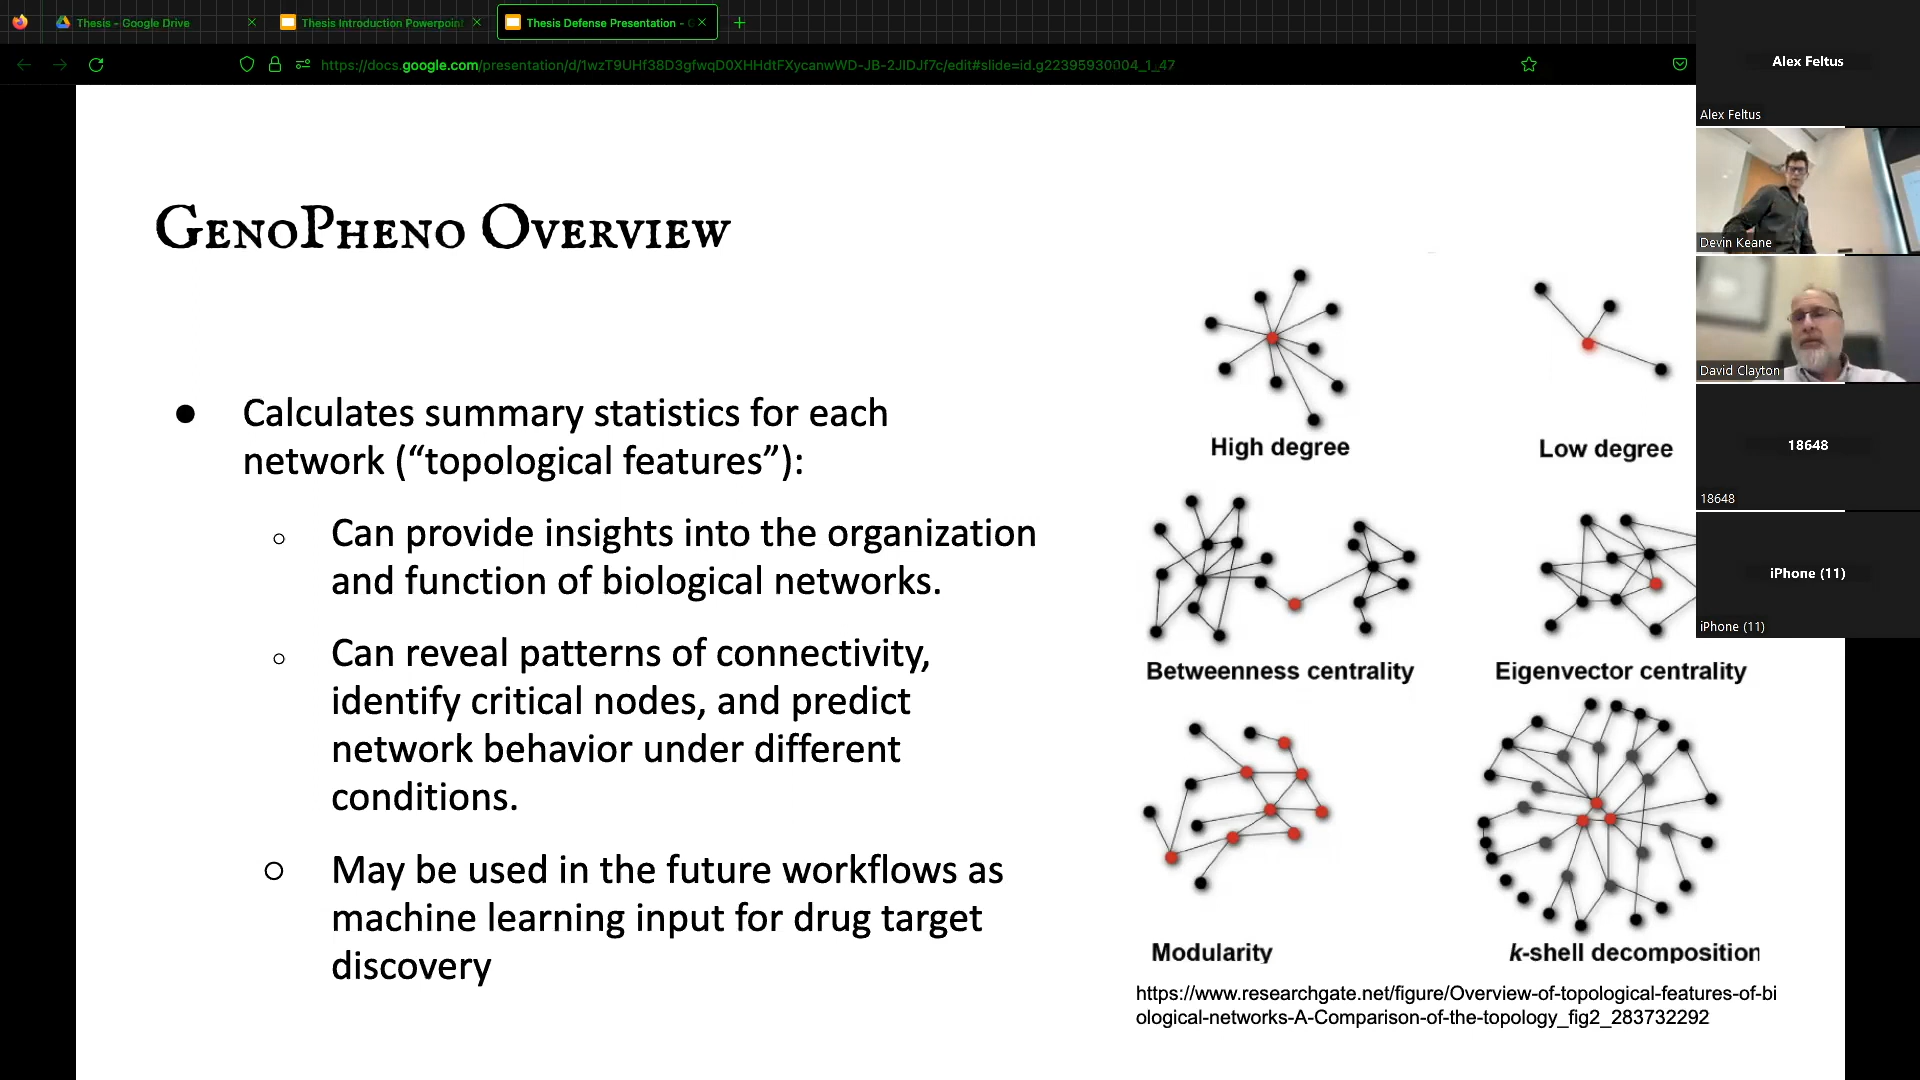 Thesis - Google Drive
Thesis Introduction Powerpoint
Thesis Defense Presentation -
https://docs.google.com/presentation/d/1wzT9UHf38D3gfwqD0XHHdtFXycanwWD-JB-2JIDJf7c/edit#slide=id.g22395930004_1_47
GenoPheno Overview
Calculates summary statistics for each
network (“topological features”):
Can provide insights into the organization
and function of biological networks.
Can reveal patterns of connectivity,
identify critical nodes, and predict
network behavior under different
conditions.
May be used in the future workflows as
machine learning input for drug target
discovery
High degree
Low degree
Betweenness centrality
Eigenvector centrality
Modularity
k-shell decomposition
https://www.researchgate.net/figure/Overview-of-topological-features-of-bi
ological-networks-A-Comparison-of-the-topology_fig2_283732292
Alex Feltus
Alex Feltus
Devin Keane
David Clayton
18648
18648
iPhone (11)
iPhone (11)